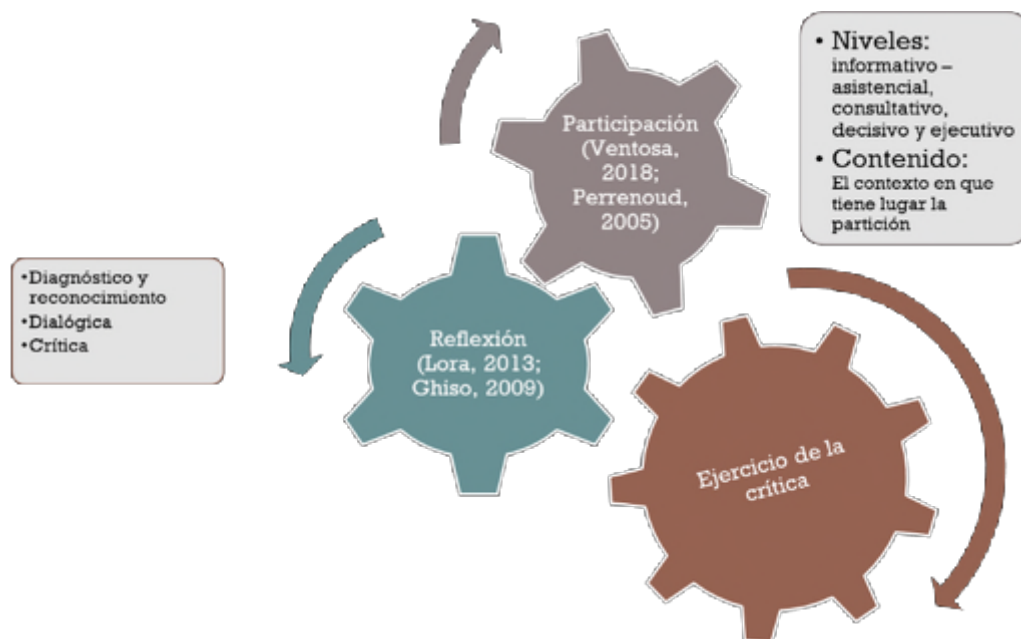 • Niveles:
informativo –
asistencial,
consultativo,
decisivo y ejecutivo
• Contenido:
El contexto en que
tiene lugar la
partición
Participación
(Ventosa,
2018;
Perrenoud,
2005)
•Diagnóstico y
reconocimiento
•Dialógica
•Crítica
Reflexión
(Lora, 2013;
Ghiso, 2009)
Ejercicio de la
crítica